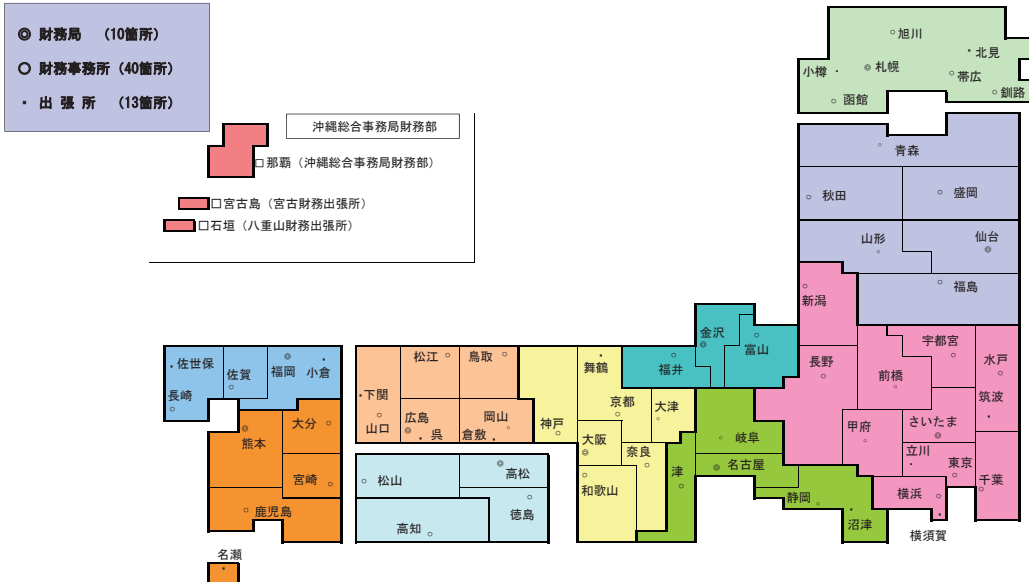 ◎ 財務局 （10箇所）
○ 財務事務所 （40箇所）
・ 出 張 所 （13箇所）
沖縄総合事務局財務部
□那覇（沖縄総合事務局財務部）
□宮古島（宮古財務出張所）
□石垣（八重山財務出張所）
旭川
北見
小樽
札幌
帯広
函館
釧路
青森
秋田
盛岡
山形
仙台
福島
新潟
金沢
富山
福井
宇都宮
水戸
長野
前橋
筑波
甲府
さいたま
立川
東京
千葉
横浜
横須賀
佐世保
佐賀
福岡
小倉
長崎
大分
熊本
宮崎
鹿児島
名瀬
松江
鳥取
下関
山口
広島
呉
岡山
倉敷
舞鶴
神戸
京都
大津
大阪
奈良
和歌山
津
岐阜
名古屋
静岡
沼津
松山
高松
徳島
高知